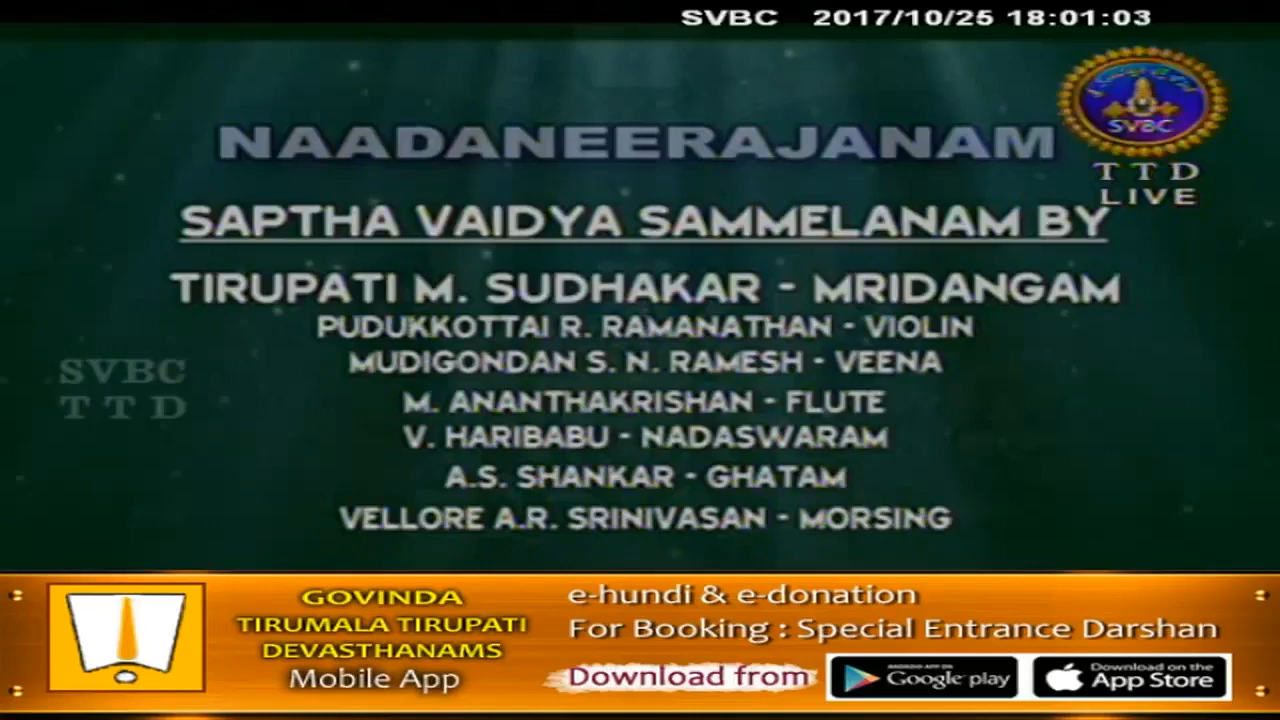 SVBC 2017/10/25 18:01:03
SVBC
TTD
LIVE
NAADANEERAJANAM
SAPTHA VAIDYA SAMMELANAM BY
TIRUPATI M. SUDHAKAR - MRIDANGAM
PUDUKKOTTAI R. RAMANATHAN - VIOLIN
MUDIGONDAN S. N. RAMESH - VEENA
M. ANANTHAKRISHAN - FLUTE
V. HARIBABU - NADASWARAM
A.S. SHANKAR - GHATAM
VELLORE A.R. SRINIVASAN - MORSING
SVBC
TTD
GOVINDA
TIRUMALA TIRUPATI
DEVASTHANAMS
Mobile App
e-hundi & e-donation
For Booking : Special Entrance Darshan
Download from
ANDROID APP ON
Google play
Download on the
App Store